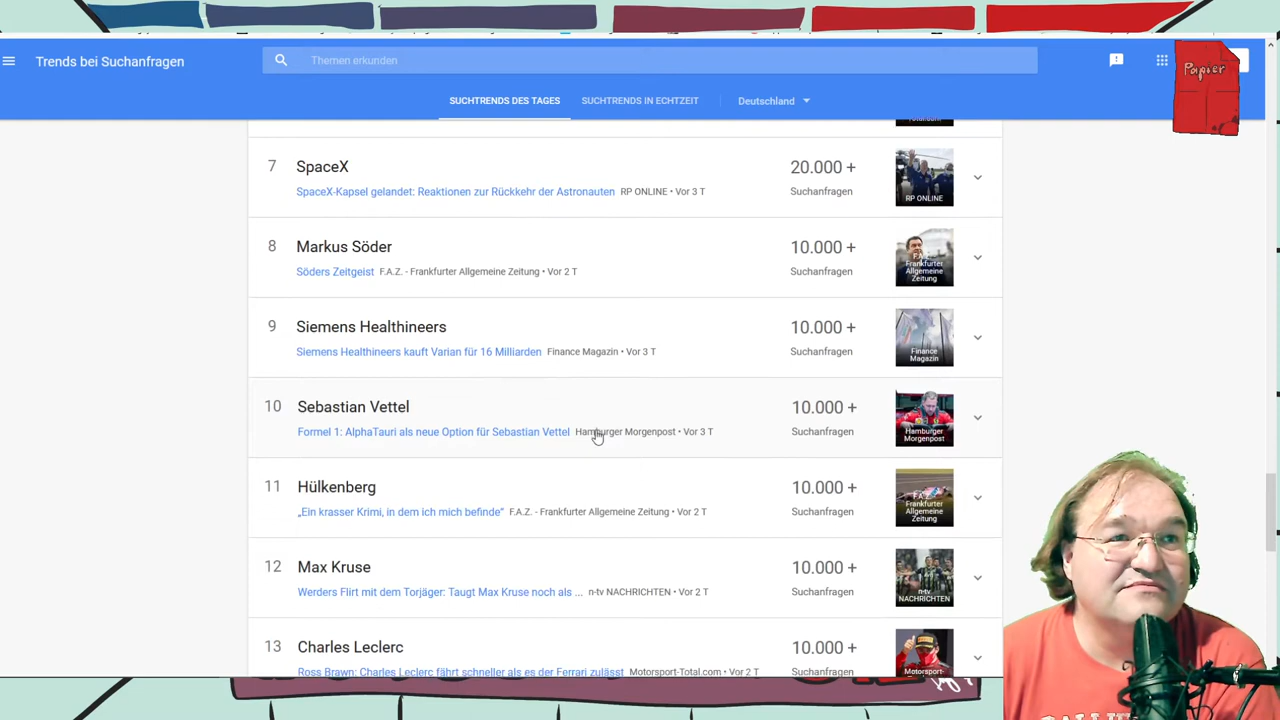 Trends bei Suchanfragen
Themen erkunden
SUCHTRENDS DES TAGES
SUCHTRENDS IN ECHTZEIT
Deutschland
Papier
7
SpaceX
SpaceX-Kapsel gelandet: Reaktionen zur Rückkehr der Astronauten RP ONLINE • Vor 3 T
20.000 +
Suchanfragen
RP ONLINE
8
Markus Söder
Söders Zeitgeist F.A.Z. - Frankfurter Allgemeine Zeitung • Vor 2 T
10.000 +
Suchanfragen
F.A.Z. -
Frankfurter
Allgemeine
Zeitung
9
Siemens Healthineers
Siemens Healthineers kauft Varian für 16 Milliarden Finance Magazin • Vor 3 T
10.000 +
Suchanfragen
Finance
Magazin
10
Sebastian Vettel
Formel 1: AlphaTauri als neue Option für Sebastian Vettel Hamburger Morgenpost • Vor 3 T
10.000 +
Suchanfragen
Hamburger
Morgenpost
11
Hülkenberg
„Ein krasser Krimi, in dem ich mich befinde“ F.A.Z. - Frankfurter Allgemeine Zeitung • Vor 2 T
10.000 +
Suchanfragen
F.A.Z. -
Frankfurter
Allgemeine
Zeitung
12
Max Kruse
Werders Flirt mit dem Torjäger: Taugt Max Kruse noch als ... n-tv NACHRICHTEN • Vor 2 T
10.000 +
Suchanfragen
n-tv
NACHRICHTEN
13
Charles Leclerc
Ross Brawn: Charles Leclerc fährt schneller als es der Ferrari zulässt Motorsport-Total.com • Vor 2 T
10.000 +
Suchanfragen
Motorsport-